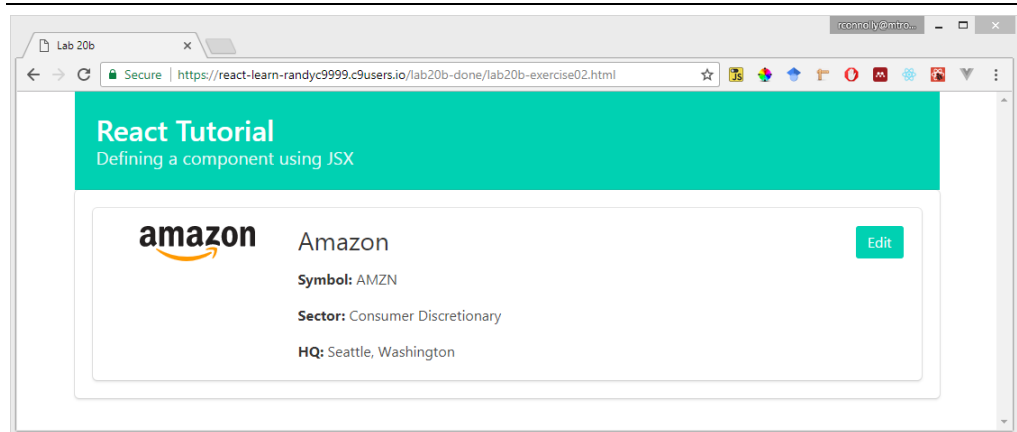 rconnolly@mtro...
Lab 20b
Secure | https://react-learn-randyc9999.c9users.io/lab20b-done/lab20b-exercise02.html
JS
React Tutorial
Defining a component using JSX
amazon
Amazon
Edit
Symbol: AMZN
Sector: Consumer Discretionary
HQ: Seattle, Washington